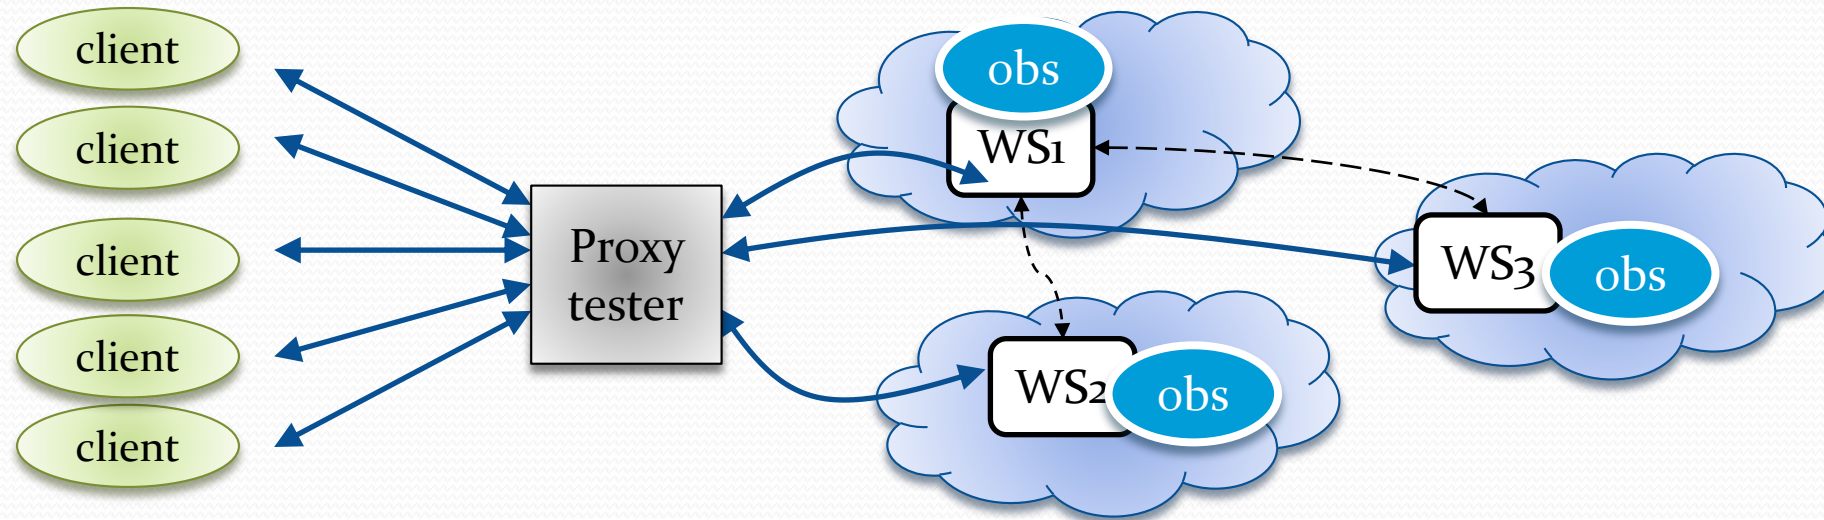 client
client
client
client
client
Proxy
tester
obs
WS1
WS2
obs
WS3
obs